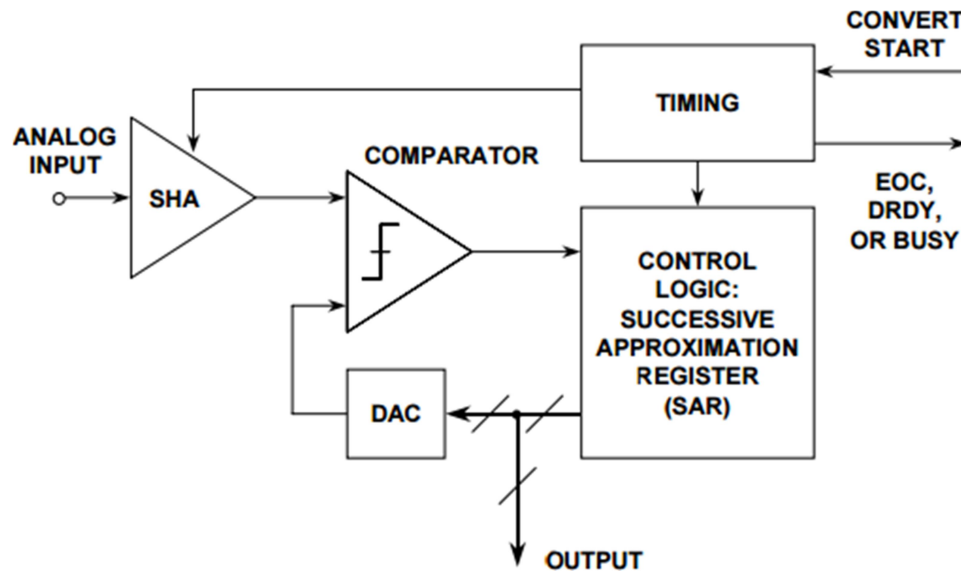 CONVERT
START
TIMING
ANALOG
INPUT
COMPARATOR
SHA
EOC,
DRDY,
OR BUSY
CONTROL
LOGIC:
SUCCESSIVE
APPROXIMATION
REGISTER
(SAR)
DAC
OUTPUT